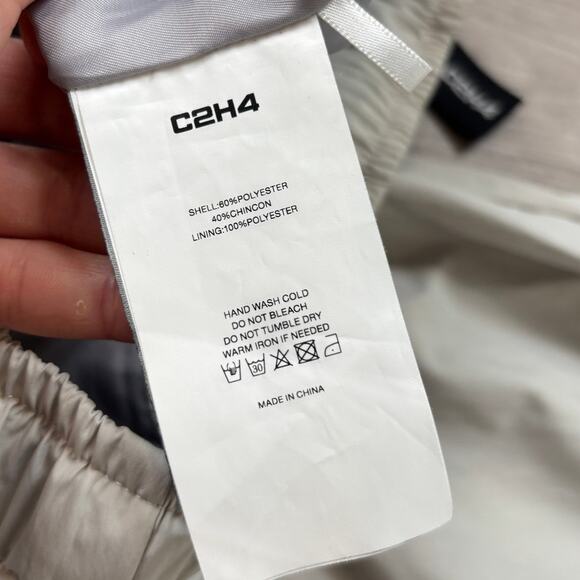 C2H4
SHELL:60%POLYESTER
40%CHINCON
LINING:100%POLYESTER
HAND WASH COLD
DO NOT BLEACH
DO NOT TUMBLE DRY
WARM IRON IF NEEDED
30
MADE IN CHINA